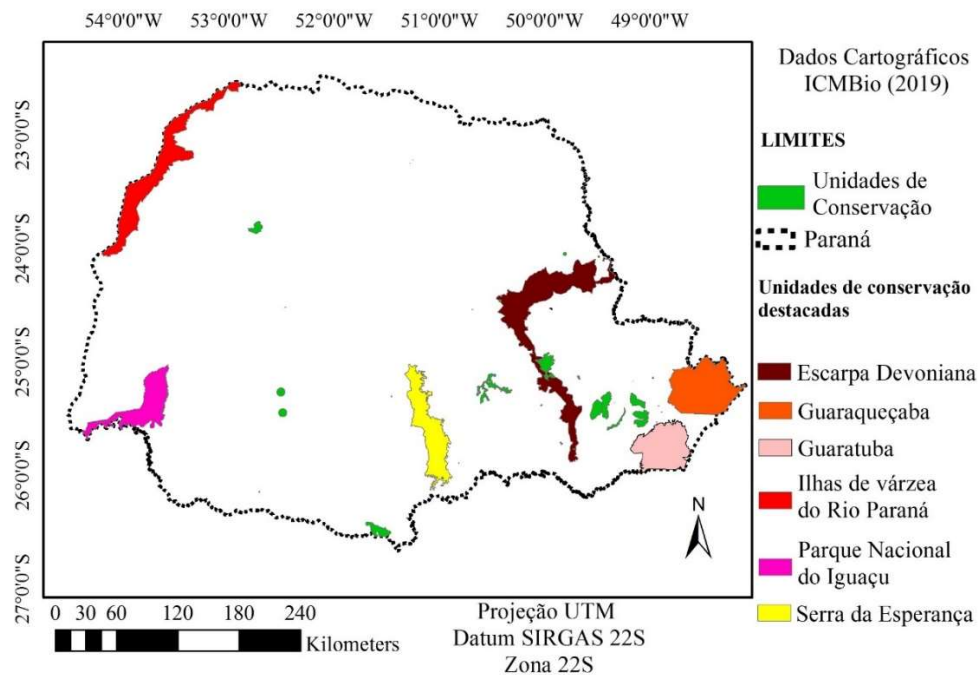 54°0'0"W 53°0'0"W 52°0'0"W 51°0'0"W 50°0'0"W 49°0'0"W
23°0'0"S
24°0'0"S
25°0'0"S
26°0'0"S
27°0'0"S
N
0 30 60 120 180 240
Kilometers
Projeção UTM
Datum SIRGAS 22S
Zona 22S
Dados Cartográficos
ICMBio (2019)
LIMITES
Unidades de
Conservação
Paraná
Unidades de conservação
destacadas
Escarpa Devoniana
Guaraqueçaba
Guaratuba
Ilhas de várzea
do Rio Paraná
Parque Nacional
do Iguaçu
Serra da Esperança